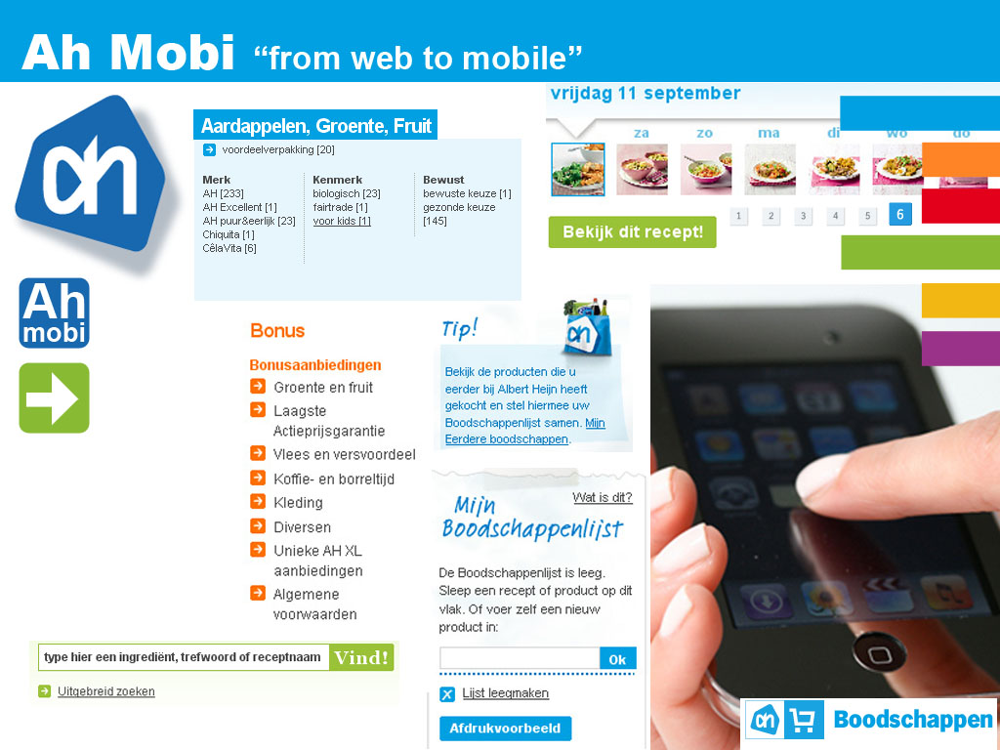 Ah Mobi “from web to mobile”
ah
Aardappelen, Groente, Fruit
voordeelverpakking [20]
Merk
AH [233]
AH Excellent [1]
AH puur&eerlijk [23]
Chiquita [1]
CêlaVita [6]
Kenmerk
biologisch [23]
fairtrade [1]
voor kids [1]
Bewust
bewuste keuze [1]
gezonde keuze
[145]
vrijdag 11 september
za zo ma di wo do
1 2 3 4 5 6
Bekijk dit recept!
Ah
mobi
Bonus
Bonusaanbiedingen
Groente en fruit
Laagste
Actieprijsgarantie
Vlees en versvoordeel
Koffie- en borreltijd
Kleding
Diversen
Unieke AH XL
aanbiedingen
Algemene
voorwaarden
Tip!
ah
Bekijk de producten die u
eerder bij Albert Heijn heeft
gekocht en stel hiermee uw
Boodschappenlijst samen. Mijn
Eerdere boodschappen.
Wat is dit?
Mijn
Boodschappenlijst
De Boodschappenlijst is leeg.
Sleep een recept of product op dit
vlak. Of voer zelf een nieuw
product in:
Ok
Lijst leegmaken
Afdrukvoorbeeld
type hier een ingrediënt, trefwoord of receptnaam Vind!
Uitgebreid zoeken
ah Boodschappen